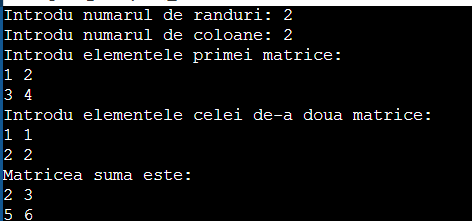 Introdu numarul de randuri: 2
Introdu numarul de coloane: 2
Introdu elementele primei matrice:
1 2
3 4
Introdu elementele celei de-a doua matrice:
1 1
2 2
Matricea suma este:
2 3
5 6